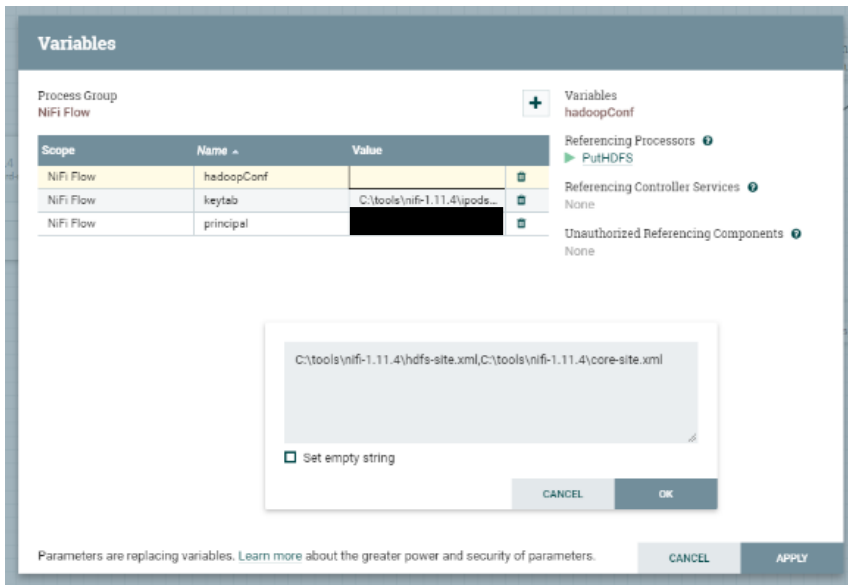 Variables
Process Group
NiFi Flow
Variables
hadoopConf
Referencing Processors
PutHDFS
Referencing Controller Services
None
Unauthorized Referencing Components
None
Scope Name Value
NiFi Flow hadoopConf
NiFi Flow keytab C:\tools\nifi-1.11.4\ipods...
NiFi Flow principal
C:\tools\nifi-1.11.4\hdfs-site.xml,C:\tools\nifi-1.11.4\core-site.xml
Set empty string
CANCEL OK
Parameters are replacing variables. Learn more about the greater power and security of parameters.
CANCEL APPLY